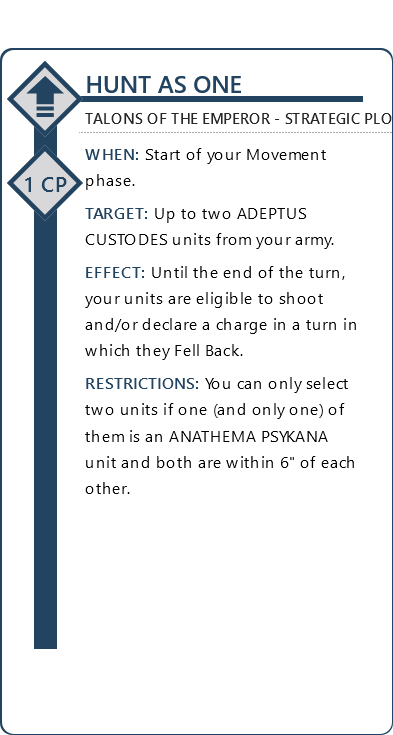 HUNT AS ONE
TALONS OF THE EMPEROR - STRATEGIC PLO
1 CP
WHEN: Start of your Movement
phase.
TARGET: Up to two ADEPTUS
CUSTODES units from your army.
EFFECT: Until the end of the turn,
your units are eligible to shoot
and/or declare a charge in a turn in
which they Fell Back.
RESTRICTIONS: You can only select
two units if one (and only one) of
them is an ANATHEMA PSYKANA
unit and both are within 6" of each
other.